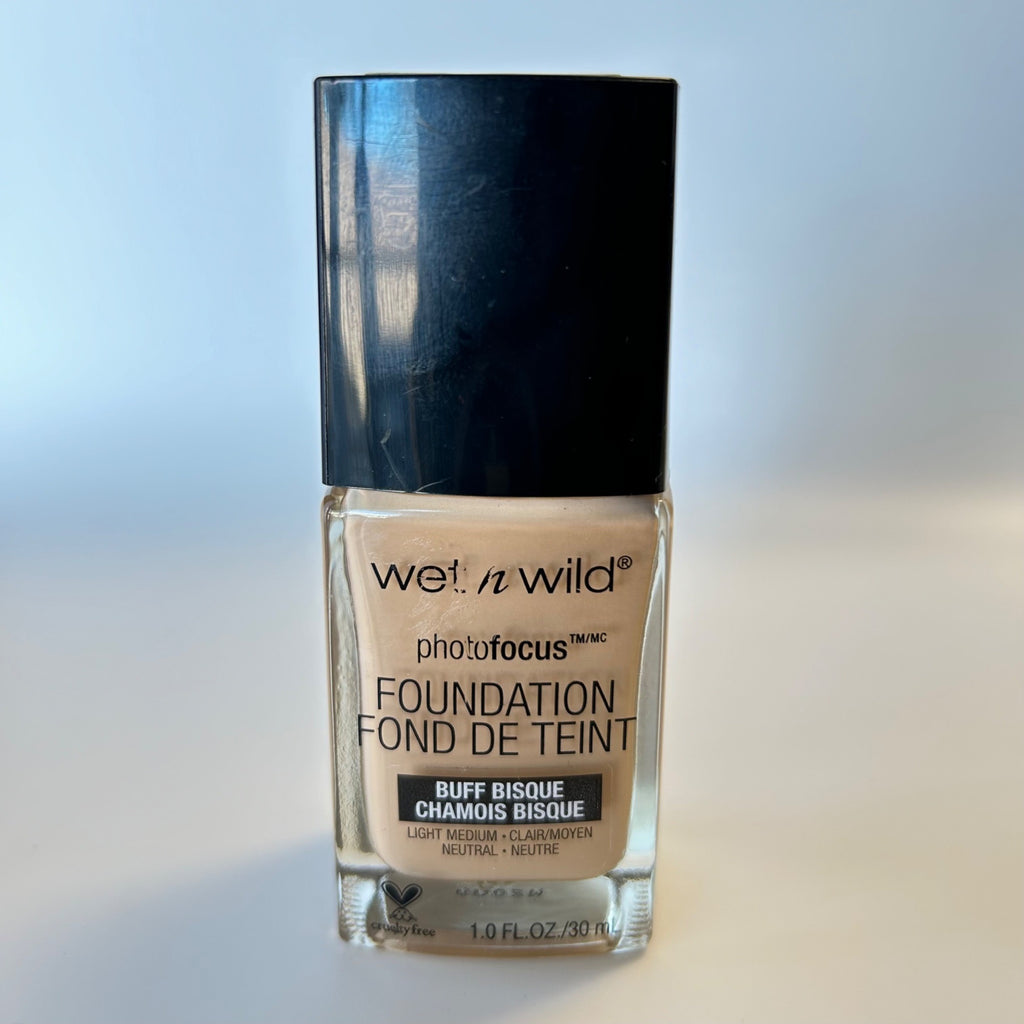 wet n wild®
photofocus™/MC
FOUNDATION
FOND DE TEINT
BUFF BISQUE
CHAMOIS BISQUE
LIGHT MEDIUM • CLAIR/MOYEN
NEUTRAL • NEUTRE
cruelty free
1.0 FL.OZ./30 mL